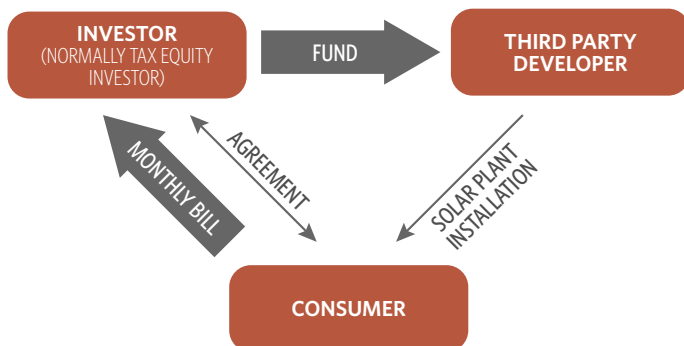 INVESTOR
(NORMALLY TAX EQUITY
INVESTOR)
FUND
THIRD PARTY
DEVELOPER
MONTHLY BILL
AGREEMENT
SOLAR PLANT
INSTALLATION
CONSUMER